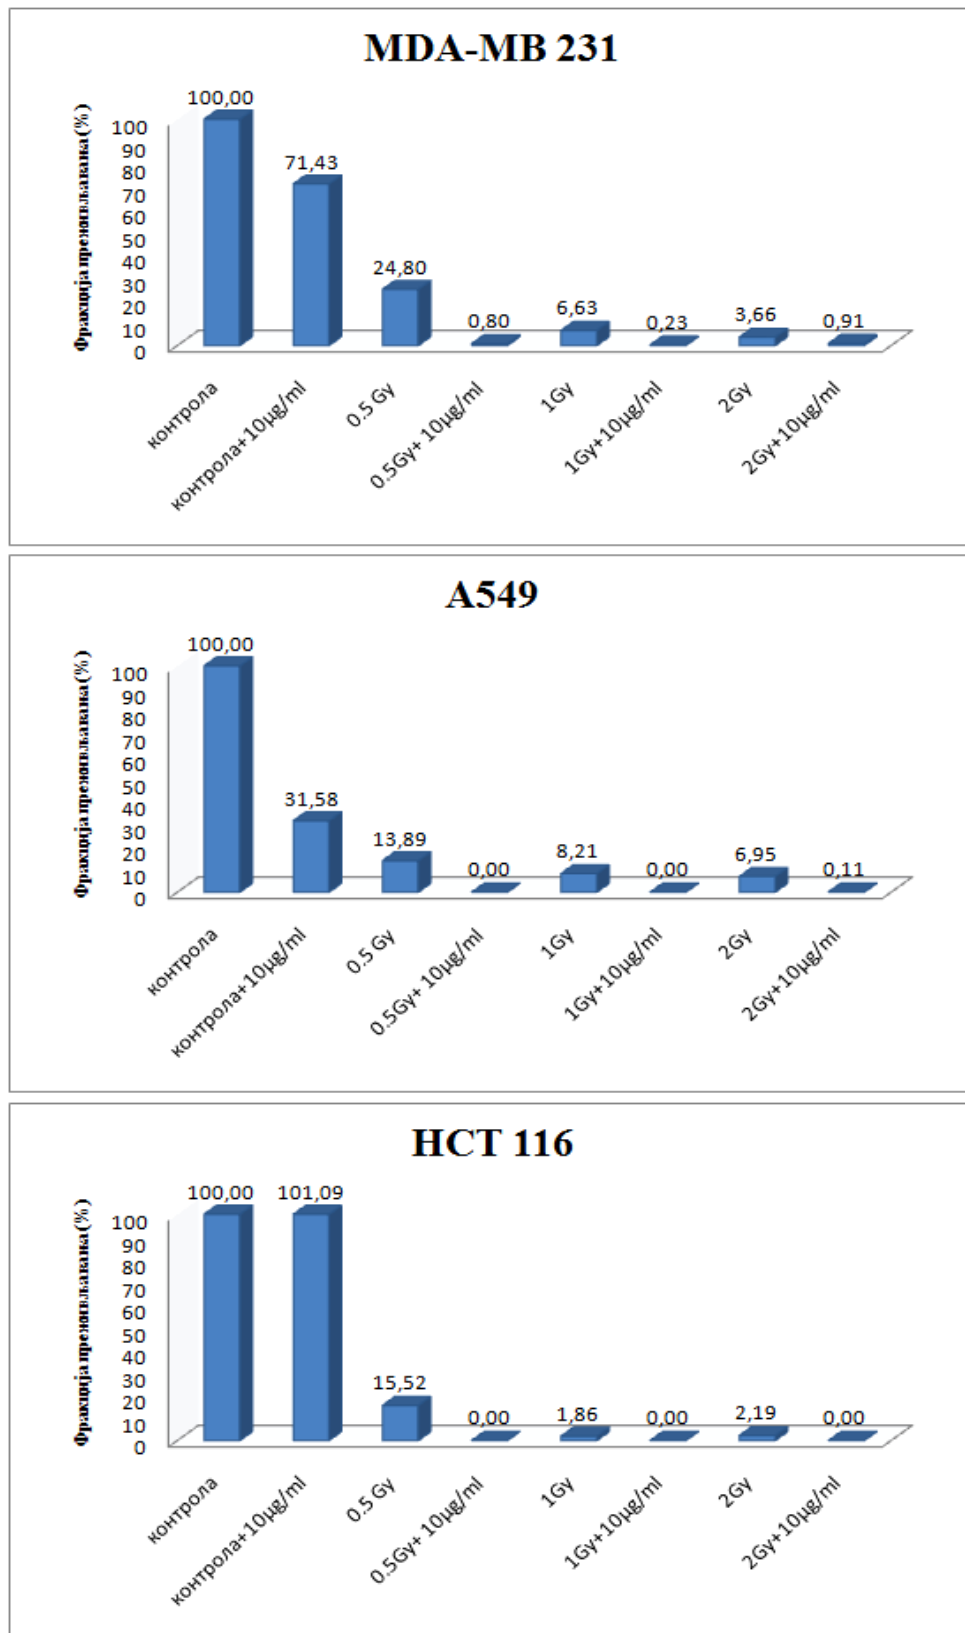 MDA-MB 231
Фракција преживљавања(%)
100,00
71,43
24,80
0,80
6,63
0,23
3,66
0,91
100
90
80
70
60
50
40
30
20
10
0
контрола
контрола+10µg/ml
0.5 Gy
0.5Gy+ 10µg/ml
1Gy
1Gy+10µg/ml
2Gy
2Gy+10µg/ml
A549
Фракција преживљавања(%)
100,00
31,58
13,89
0,00
8,21
0,00
6,95
0,11
100
90
80
70
60
50
40
30
20
10
0
контрола
контрола+10µg/ml
0.5 Gy
0.5Gy+ 10µg/ml
1Gy
1Gy+10µg/ml
2Gy
2Gy+10µg/ml
HCT 116
Фракција преживљавања(%)
100,00
101,09
15,52
0,00
1,86
0,00
2,19
0,00
100
90
80
70
60
50
40
30
20
10
0
контрола
контрола+10µg/ml
0.5 Gy
0.5Gy+ 10µg/ml
1Gy
1Gy+10µg/ml
2Gy
2Gy+10µg/ml